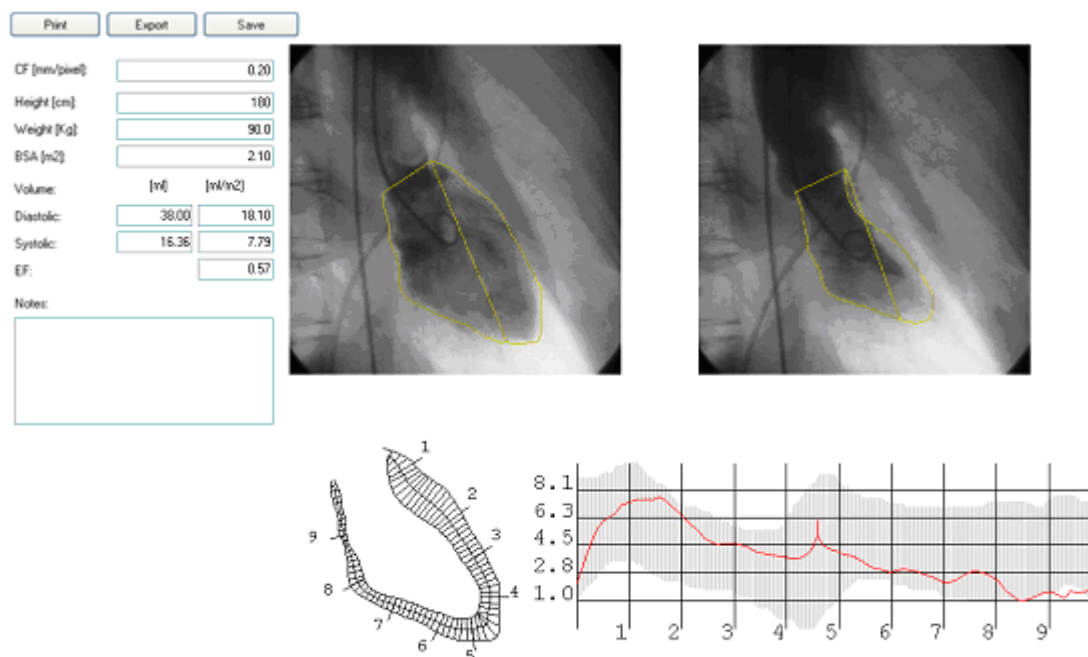 Print Export Save
CF [mm/pixel]: 0.20
Height [cm]: 180
Weight [Kg]: 90.0
BSA [m2]: 2.10
Volume: [ml] [ml/m2]
Diastolic: 38.00 18.10
Systolic: 16.36 7.79
EF: 0.57
Notes:
1
2
3
4
5
6
7
8
9
8.1
6.3
4.5
2.8
1.0
1 2 3 4 5 6 7 8 9